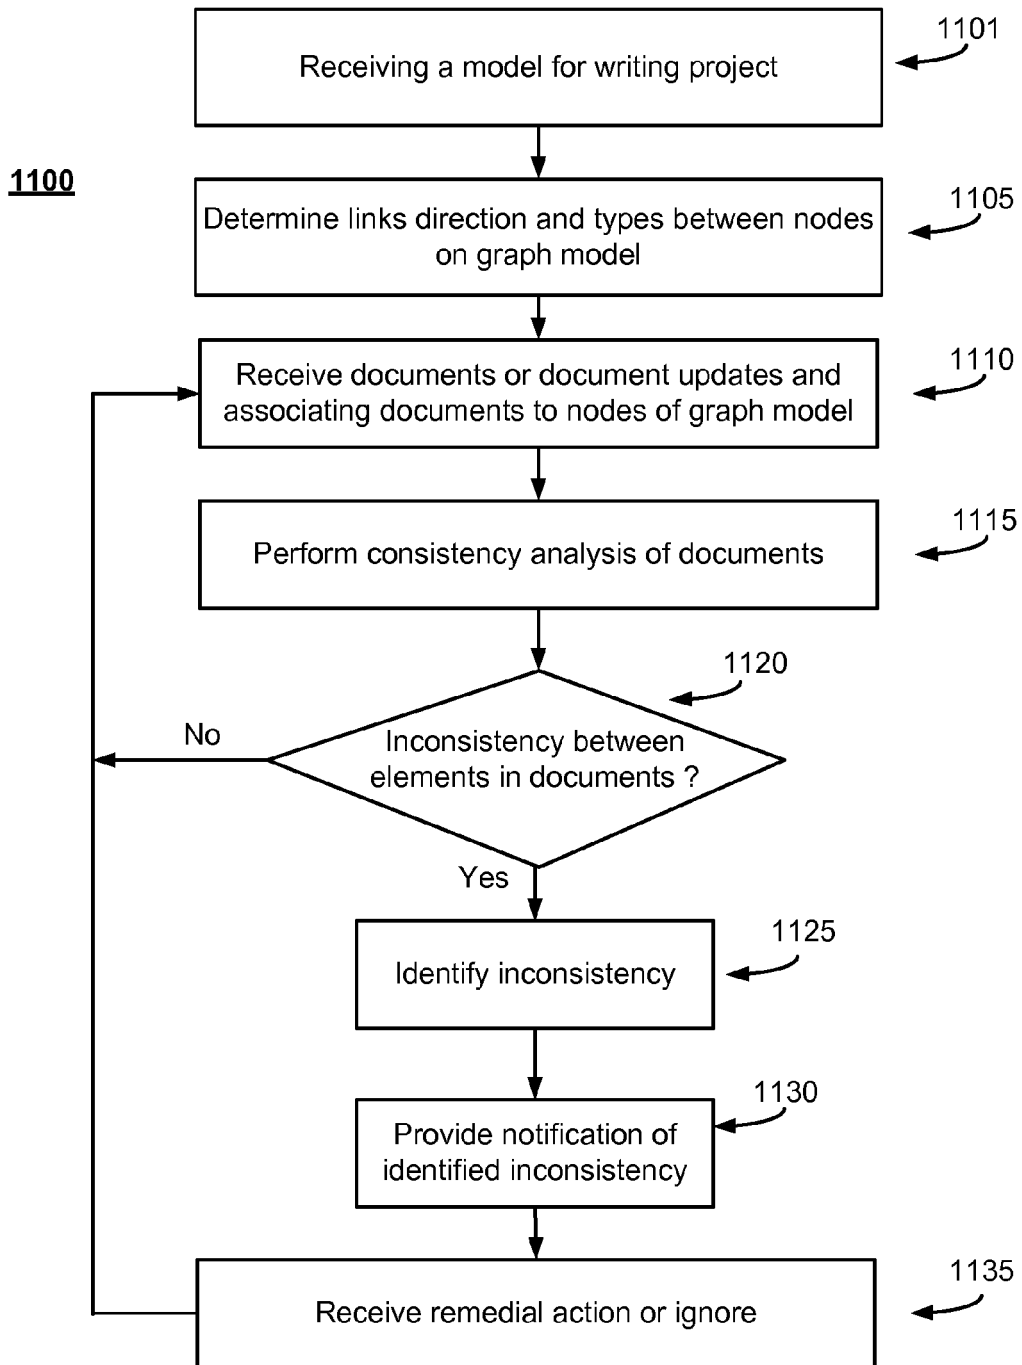 1101
Receiving a model for writing project
1100
1105
Determine links direction and types between nodes
on graph model
1110
Receive documents or document updates and
associating documents to nodes of graph model
1115
Perform consistency analysis of documents
1120
No
Inconsistency between
elements in documents ?
Yes
1125
Identify inconsistency
1130
Provide notification of
identified inconsistency
1135
Receive remedial action or ignore